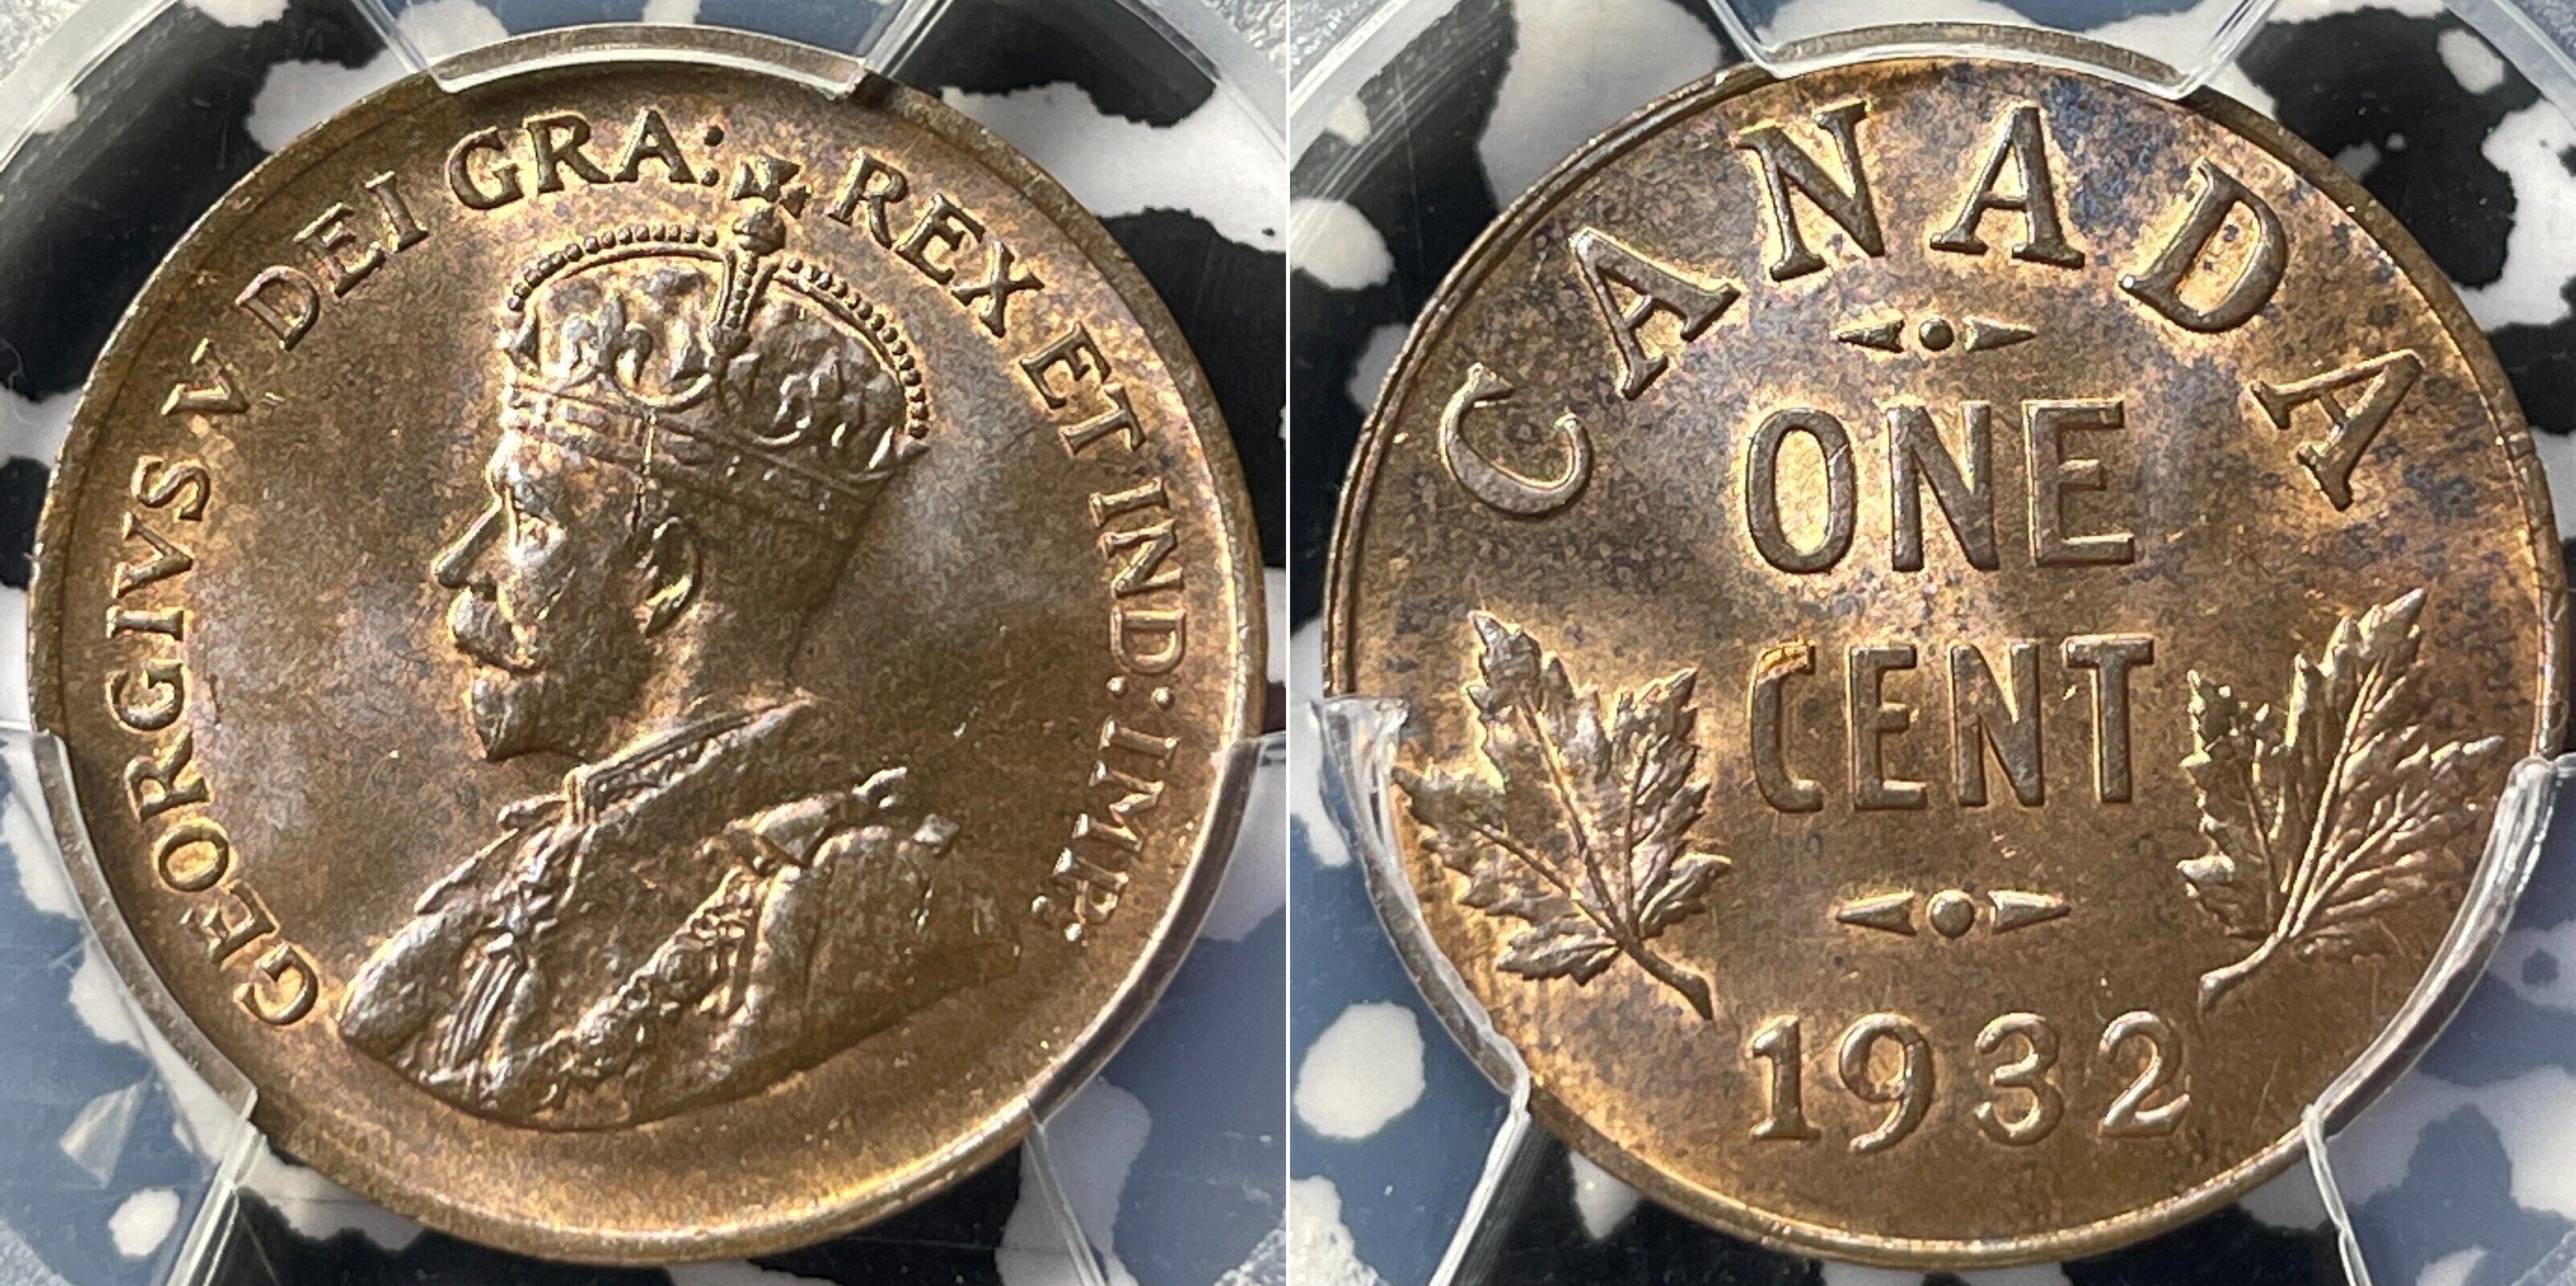 GEORGIVS V DEI GRA: REX ET IND: IMP:
CANADA
ONE
CENT
1932